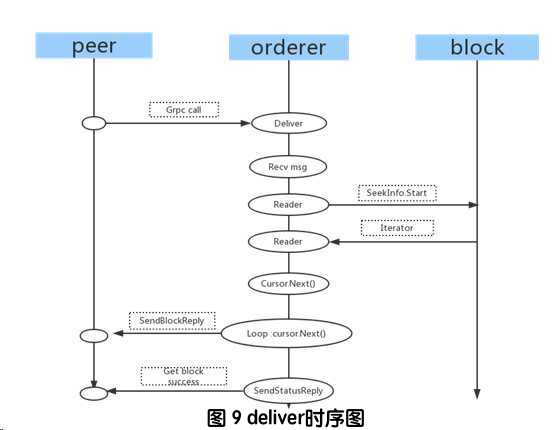 peer
orderer
block
Grpc call
Deliver
Recv msg
SeekInfo.Start
Reader
Iterator
Reader
Cursor.Next()
SendBlockReply
Loop cursor.Next()
Get block
success
SendStatusReply
图 9 deliver时序图